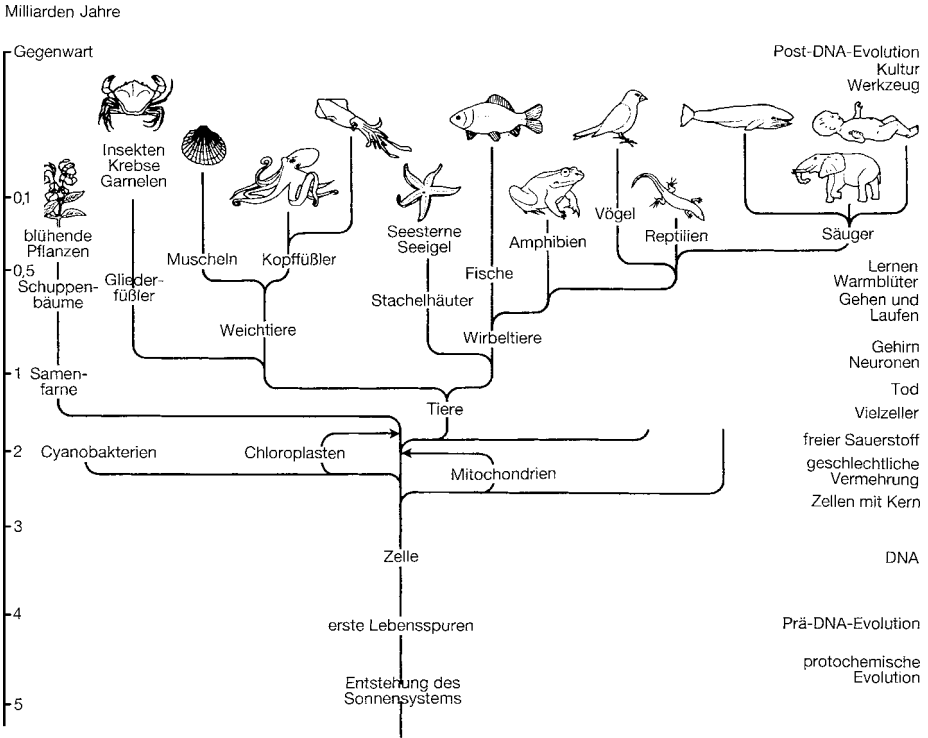 Milliarden Jahre
Gegenwart
Post-DNA-Evolution
Kultur
Werkzeug
Insekten
Krebse
Garnelen
0,1
blühende
Pflanzen
Muscheln
Kopffüßler
Seesterne
Seeigel
Amphibien
Vögel
Reptilien
Säuger
0,5
Schuppen-
bäume
Glieder-
füßler
Stachelhäuter
Fische
Lernen
Warmblüter
Gehen und
Laufen
Weichtiere
Wirbeltiere
Gehirn
Neuronen
1
Samen-
farne
Tod
Tiere
Vielzeller
2
Cyanobakterien
Chloroplasten
Mitochondrien
freier Sauerstoff
geschlechtliche
Vermehrung
Zellen mit Kern
3
Zelle
DNA
4
erste Lebensspuren
Prä-DNA-Evolution
protochemische
Evolution
Entstehung des
Sonnensystems
5